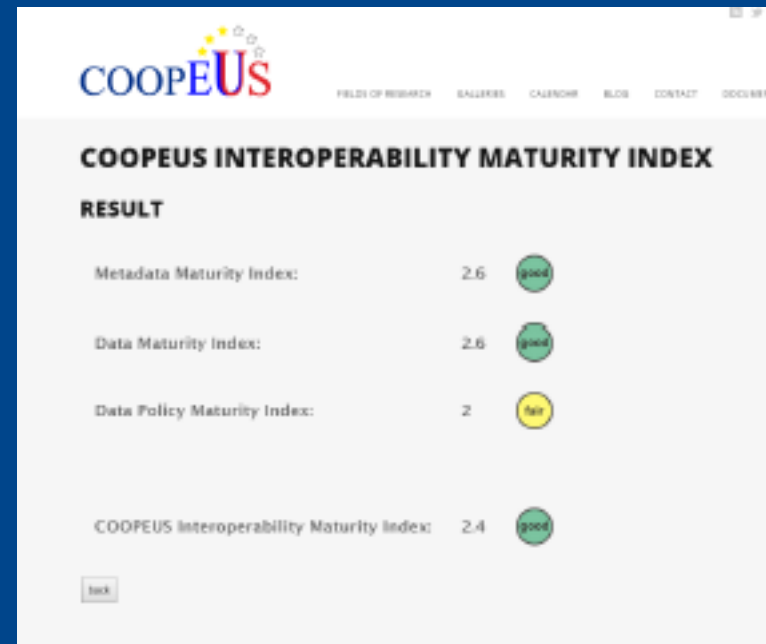 COOPEUS
FIELDS OF RESEARCH GALLERIES CALENDAR BLOG CONTACT
COOPEUS INTEROPERABILITY MATURITY INDEX
RESULT
Metadata Maturity Index: 2.6 good
Data Maturity Index: 2.6 good
Data Policy Maturity Index: 2 fair
COOPEUS Interoperability Maturity Index: 2.4 good
back